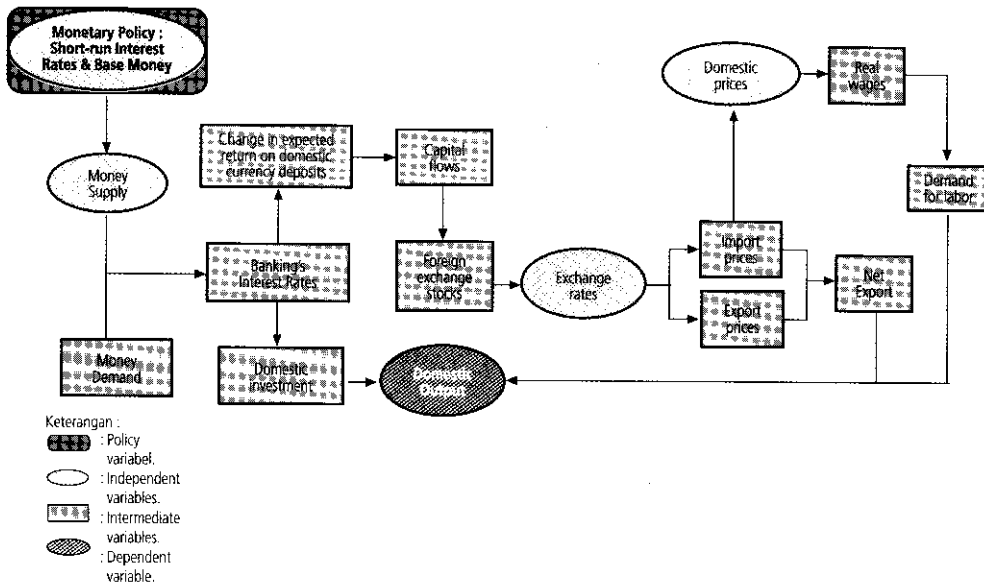 Monetary Policy :
Short-run Interest
Rates & Base Money
Money
Supply
Money
Demand
Change in expected
return on domestic
currency deposits
Capital
flows
Banking's
Interest Rates
Foreign
exchange
stocks
Exchange
rates
Domestic
investment
Domestic
Output
Domestic
prices
Real
wages
Demand
for labor
Import
prices
Export
prices
Net
Export
Keterangan :
: Policy
variabel.
: Independent
variables.
: Intermediate
variables.
: Dependent
variable.